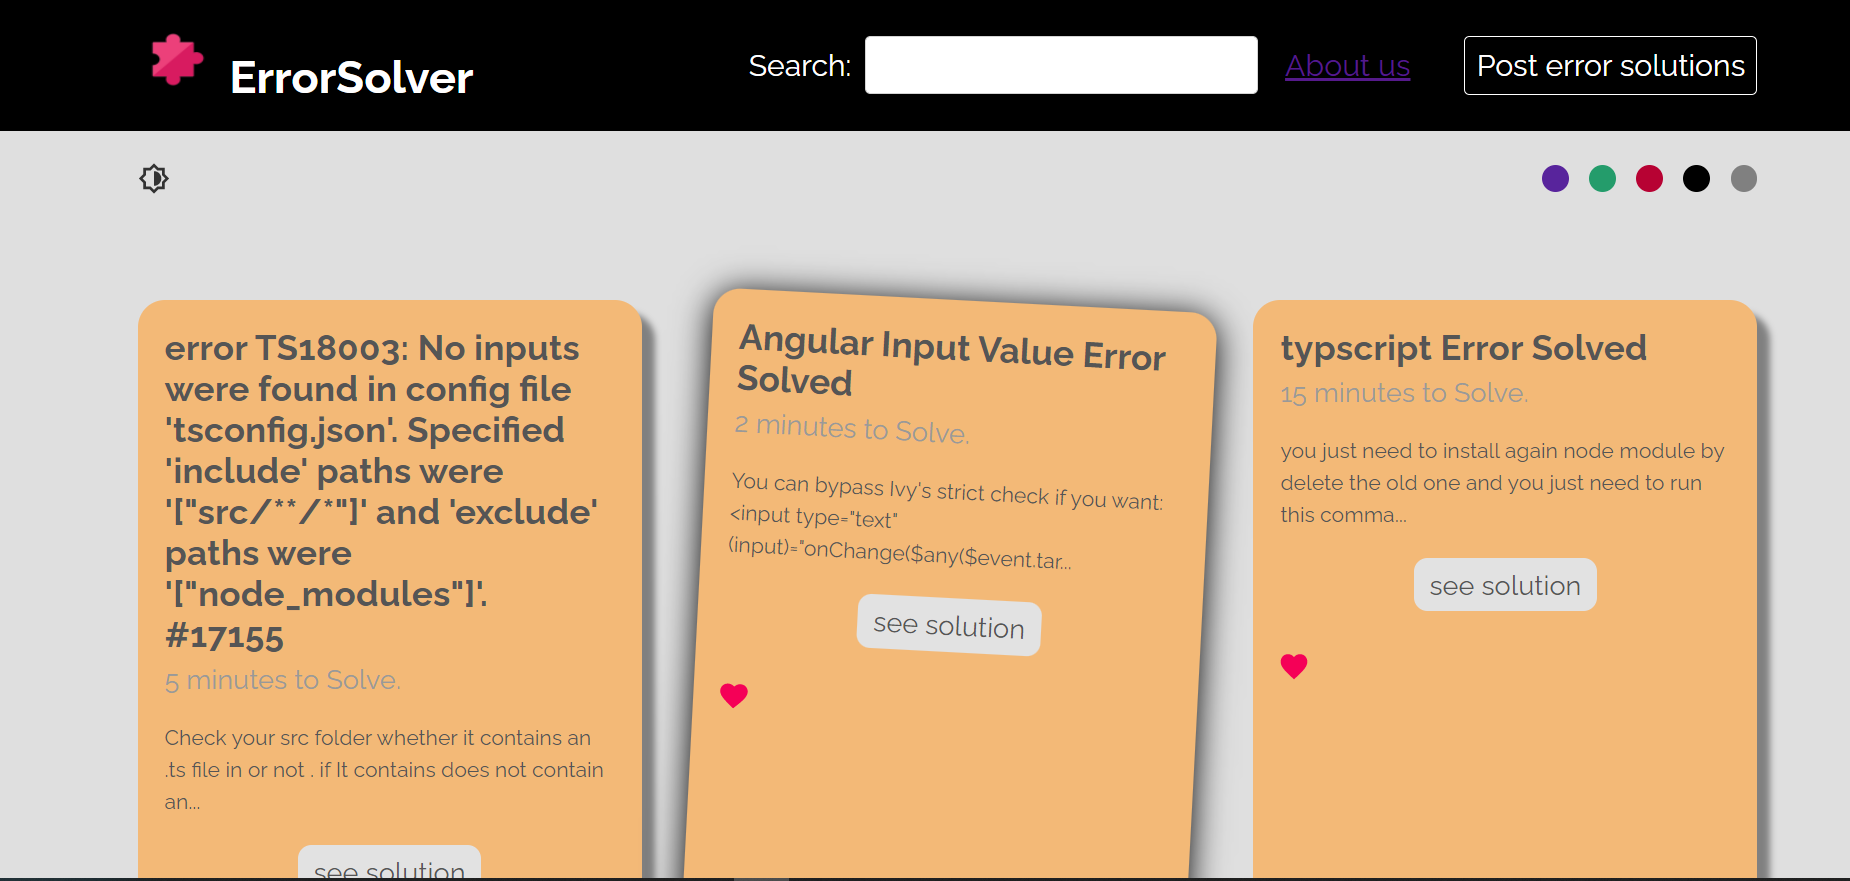 ErrorSolver
Search:
About us
Post error solutions
error TS18003: No inputs
were found in config file
'tsconfig.json'. Specified
'include' paths were
'["src/**/*"]' and 'exclude'
paths were
'["node_modules"]'.
#17155
5 minutes to Solve.
Check your src folder whether it contains an
.ts file in or not . if It contains does not contain
an...
see solution
Angular Input Value Error
Solved
2 minutes to Solve.
You can bypass Ivy's strict check if you want:
<input type="text"
(input)="onChange($any($event.tar...
see solution
typscript Error Solved
15 minutes to Solve.
you just need to install again node module by
delete the old one and you just need to run
this comma...
see solution